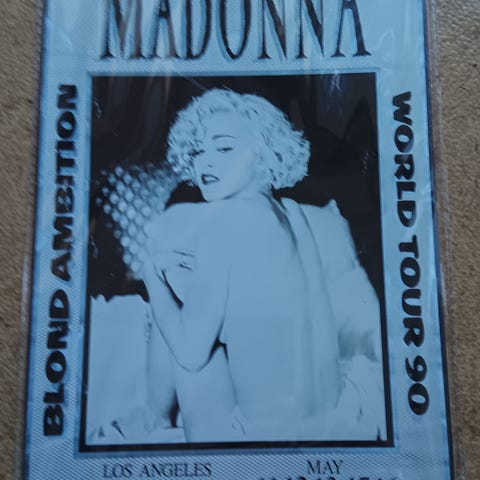 MADONNA
BLOND AMBITION
WORLD TOUR 90
LOS ANGELES
MAY